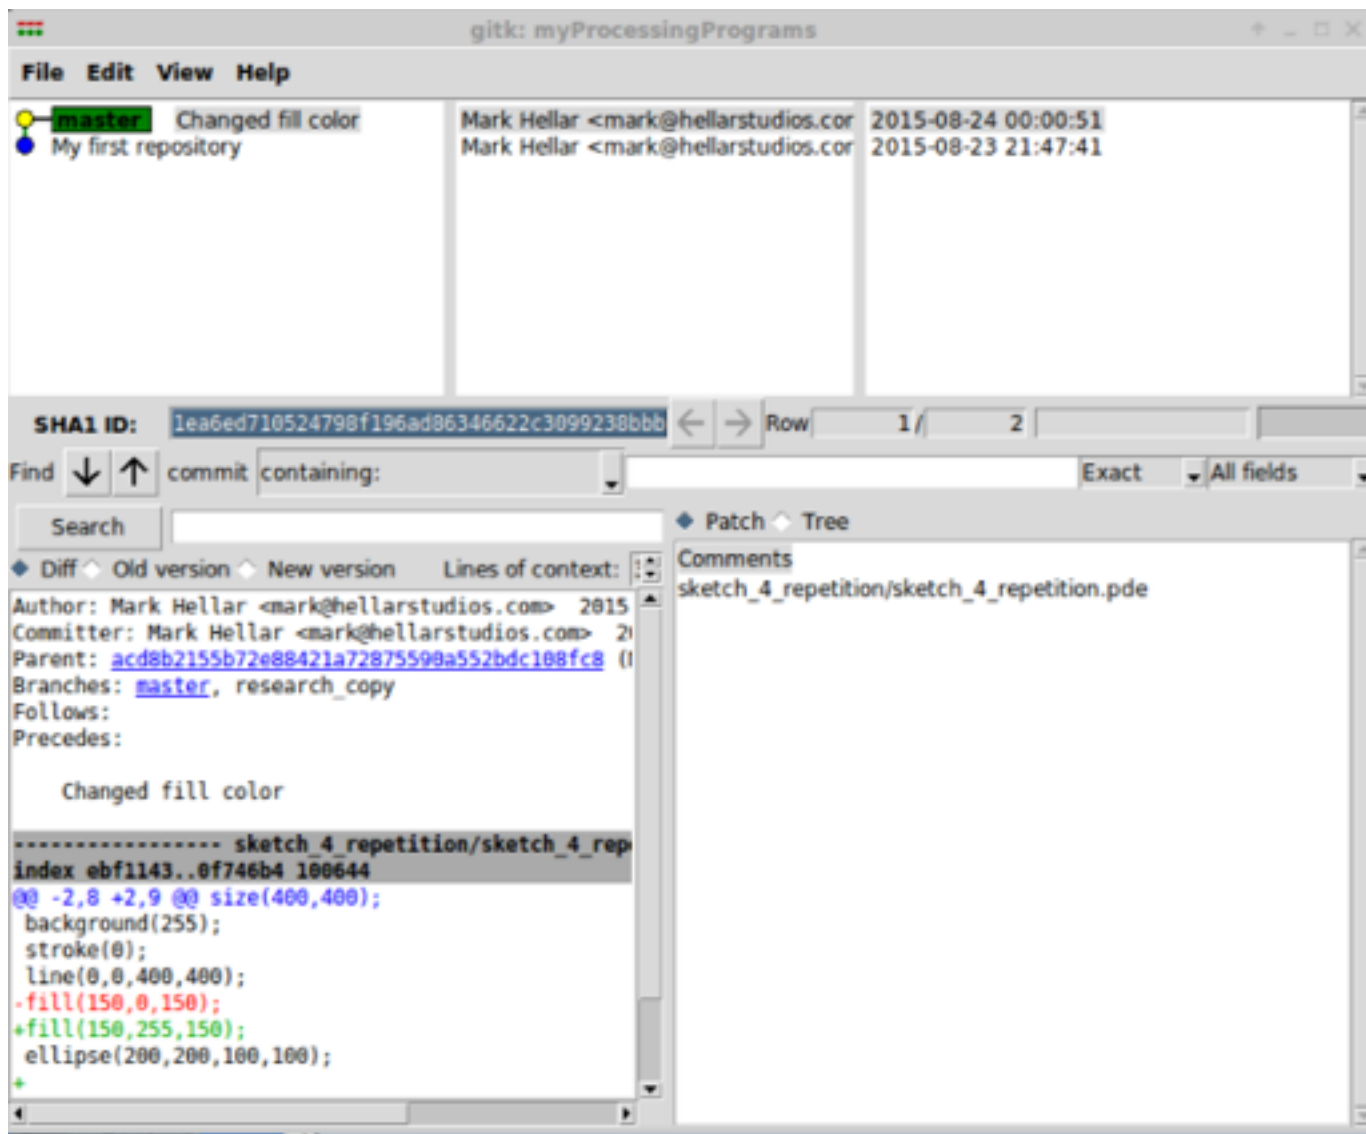 gitk: myProcessingPrograms
File Edit View Help
master Changed fill color Mark Hellar <mark@hellarstudios.cor 2015-08-24 00:00:51
My first repository Mark Hellar <mark@hellarstudios.cor 2015-08-23 21:47:41
SHA1 ID: 1ea6ed710524798f196ad86346622c3099238bbb Row 1 / 2
Find commit containing: Exact All fields
Search
Patch Tree
Diff Old version New version Lines of context:
Comments
sketch_4_repetition/sketch_4_repetition.pde
Author: Mark Hellar <mark@hellarstudios.com> 2015
Committer: Mark Hellar <mark@hellarstudios.com>
Parent: acd8b2155b72e88421a72875590a552bdc108fc8
Branches: master, research_copy
Follows:
Precedes:
Changed fill color
----------------- sketch_4_repetition/sketch_4_rep
index ebf1143..0f746b4 100644
@@ -2,8 +2,9 @@ size(400,400);
background(255);
stroke(0);
line(0,0,400,400);
-fill(150,0,150);
+fill(150,255,150);
ellipse(200,200,100,100);
+